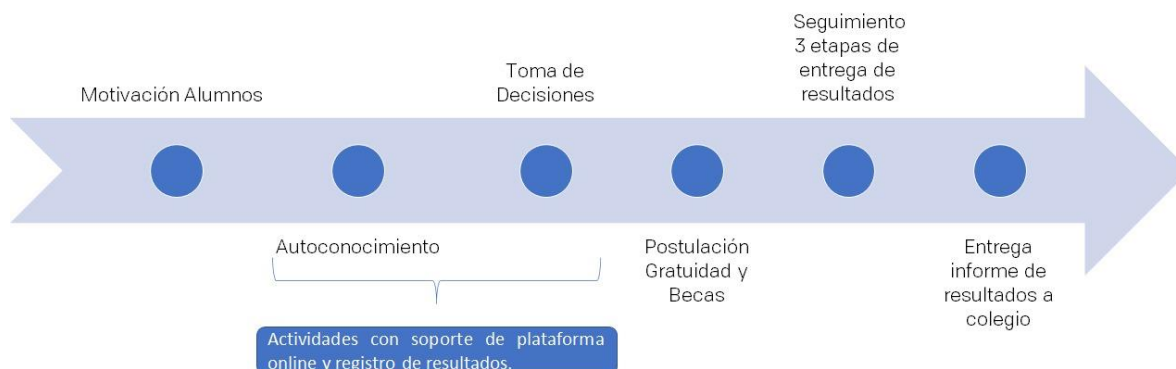 Motivación Alumnos
Autoconocimiento
Toma de
Decisiones
Postulación
Gratuidad y
Becas
Seguimiento
3 etapas de
entrega de
resultados
Entrega
informe de
resultados a
colegio
Actividades con soporte de plataforma
online y registro de resultados.